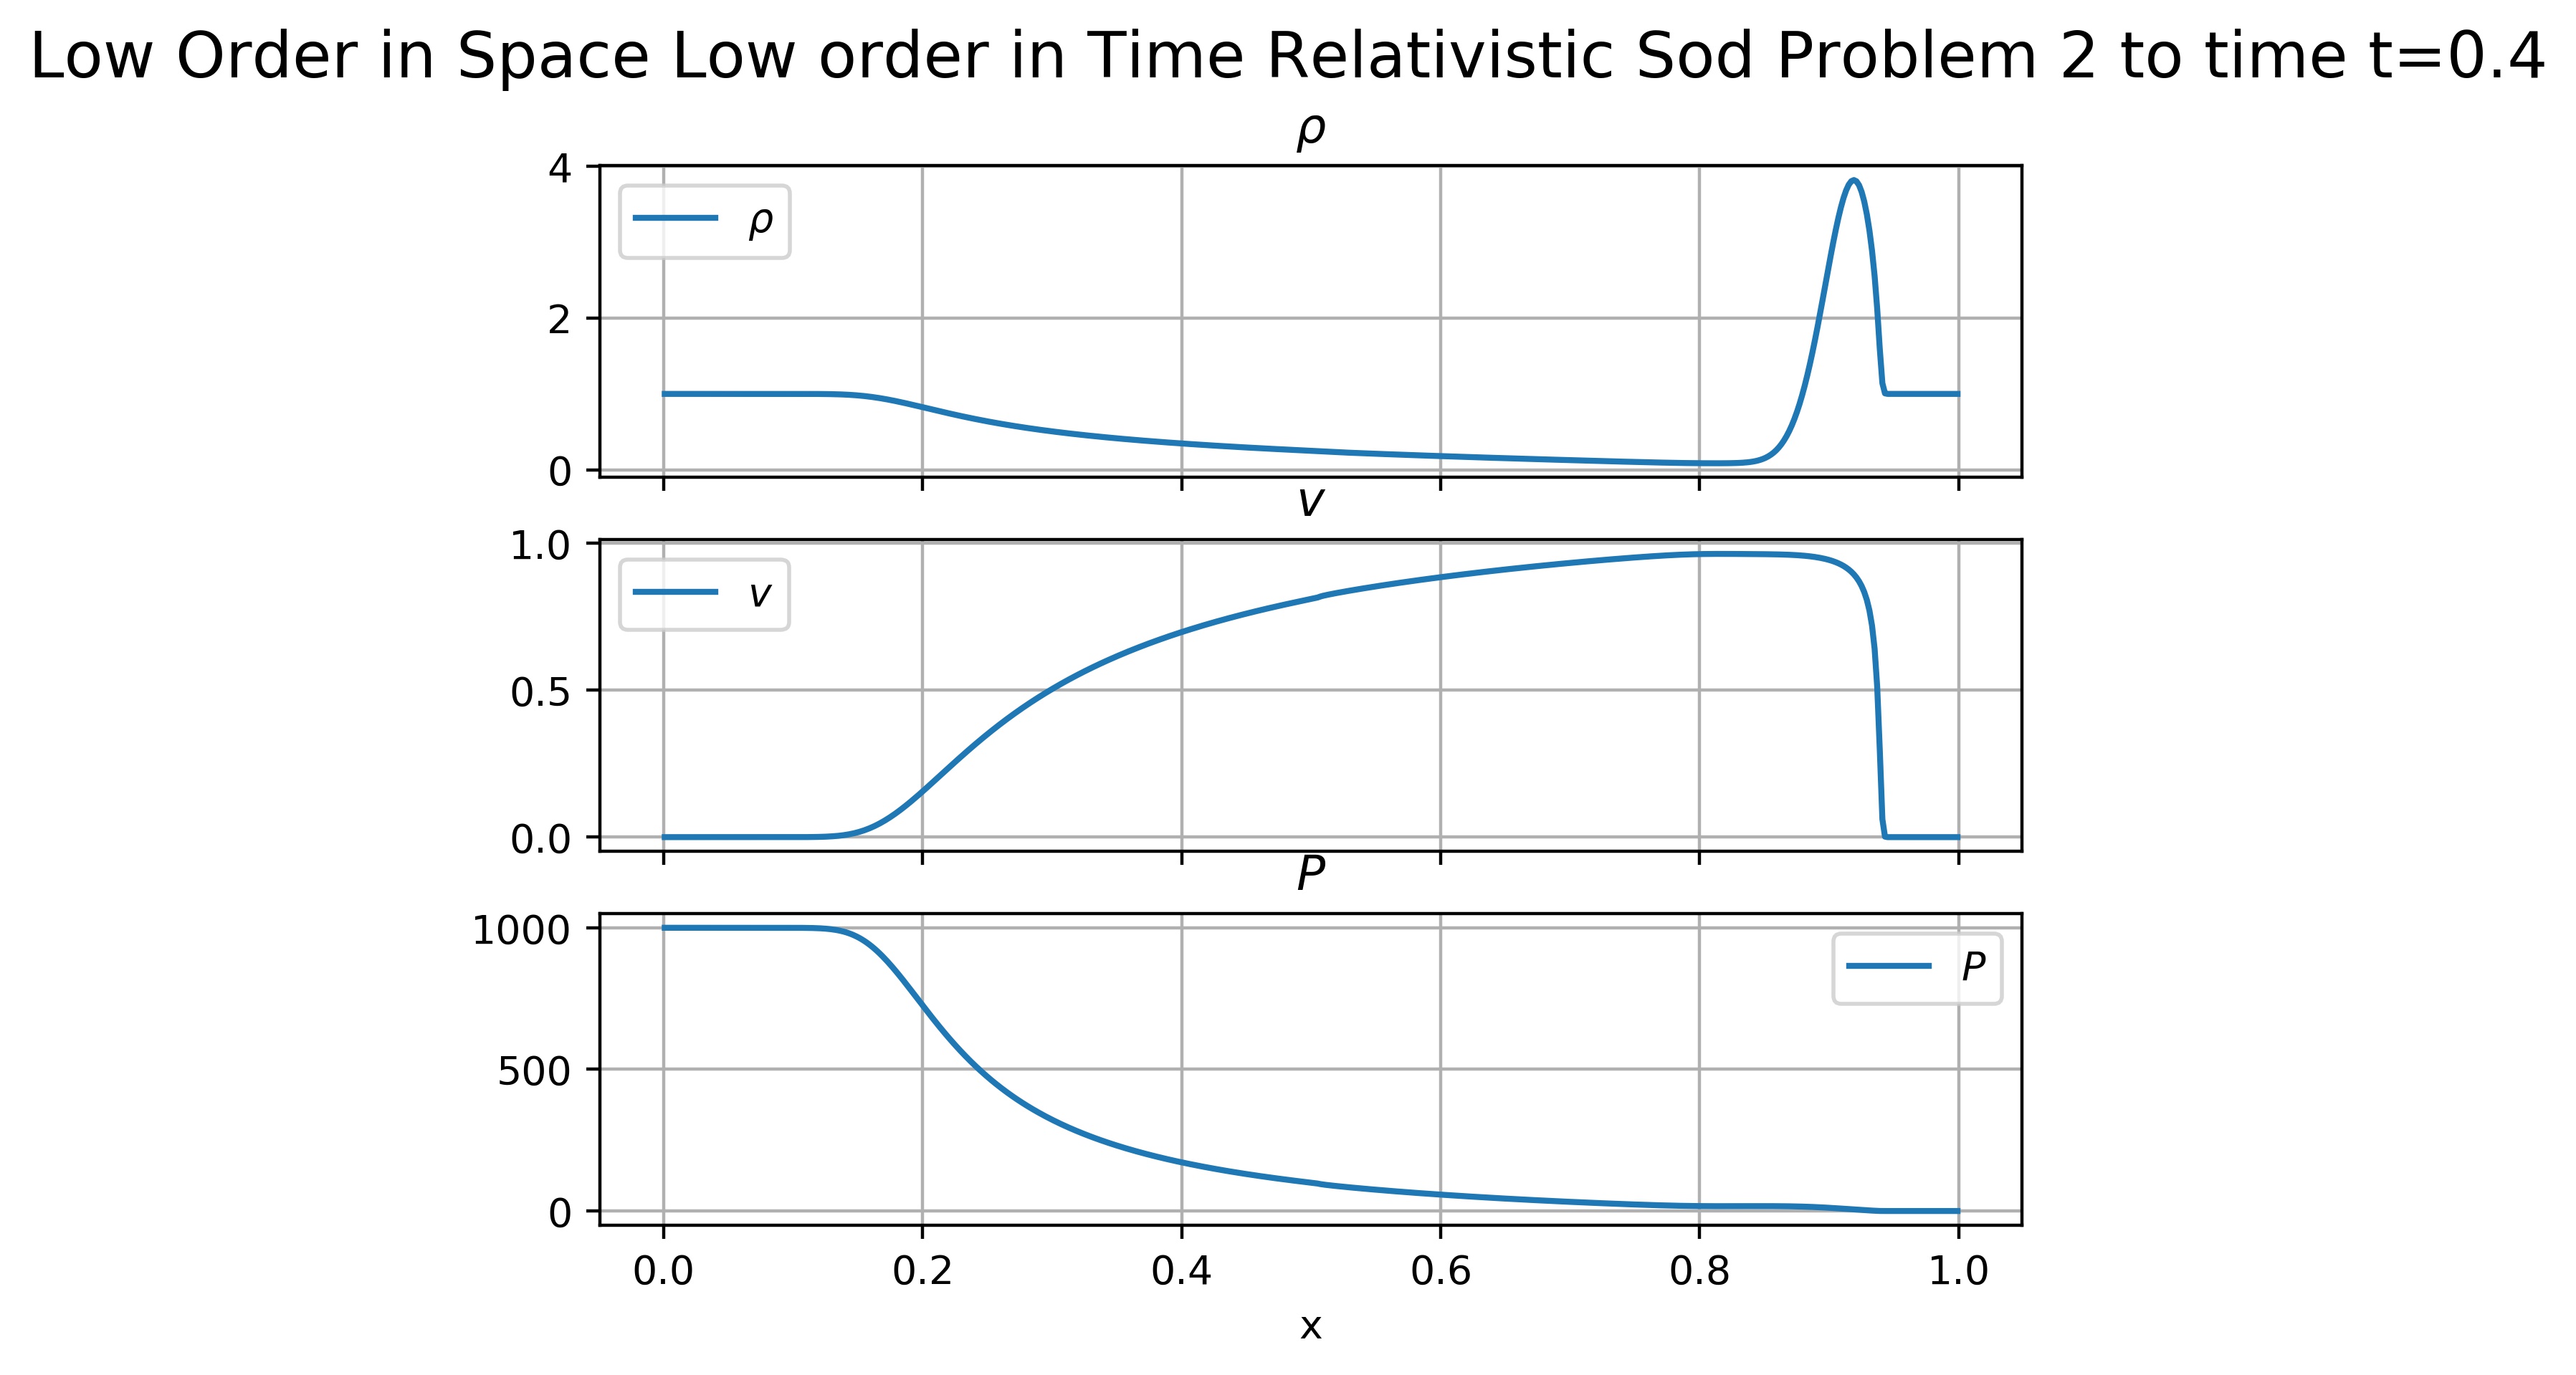 Low Order in Space Low order in Time Relativistic Sod Problem 2 to time t=0.4
ρ
4
ρ
2
0
v
1.0
v
0.5
0.0
P
1000
P
500
0
0.0 0.2 0.4 0.6 0.8 1.0
x